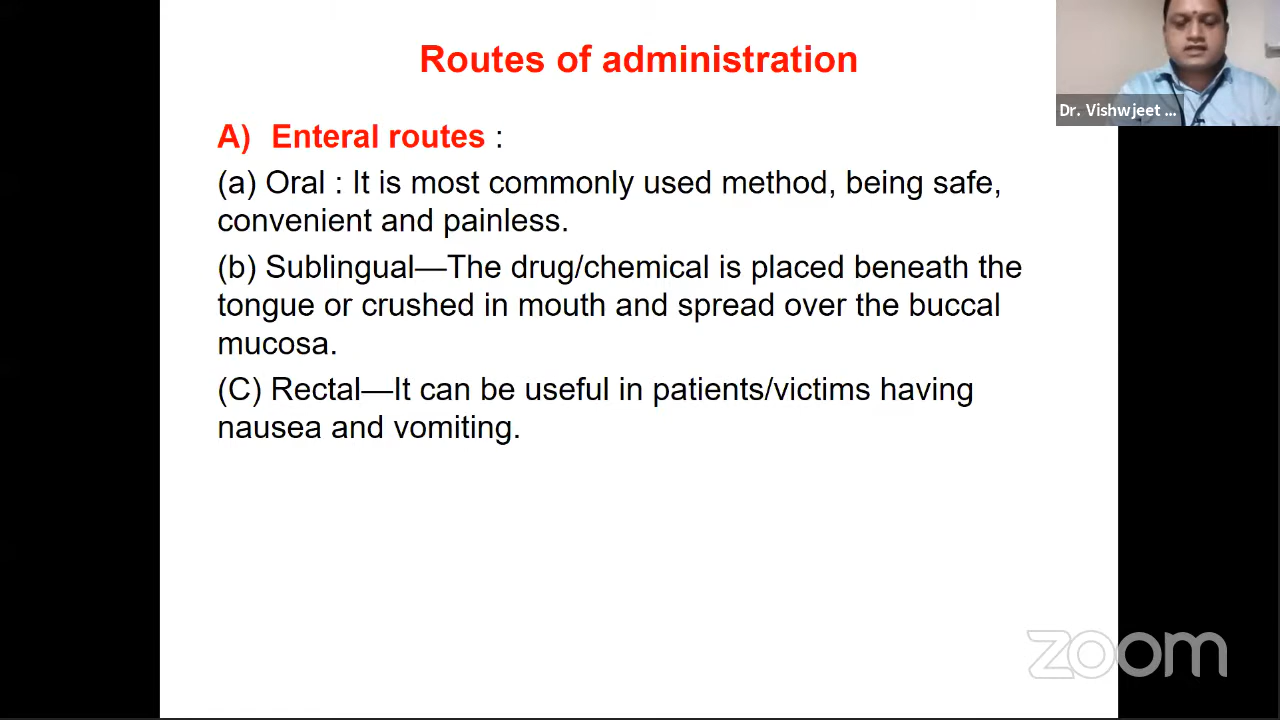 Routes of administration
A) Enteral routes :
(a) Oral : It is most commonly used method, being safe,
convenient and painless.
(b) Sublingual—The drug/chemical is placed beneath the
tongue or crushed in mouth and spread over the buccal
mucosa.
(C) Rectal—It can be useful in patients/victims having
nausea and vomiting.
Dr. Vishwjeet ...
zoom